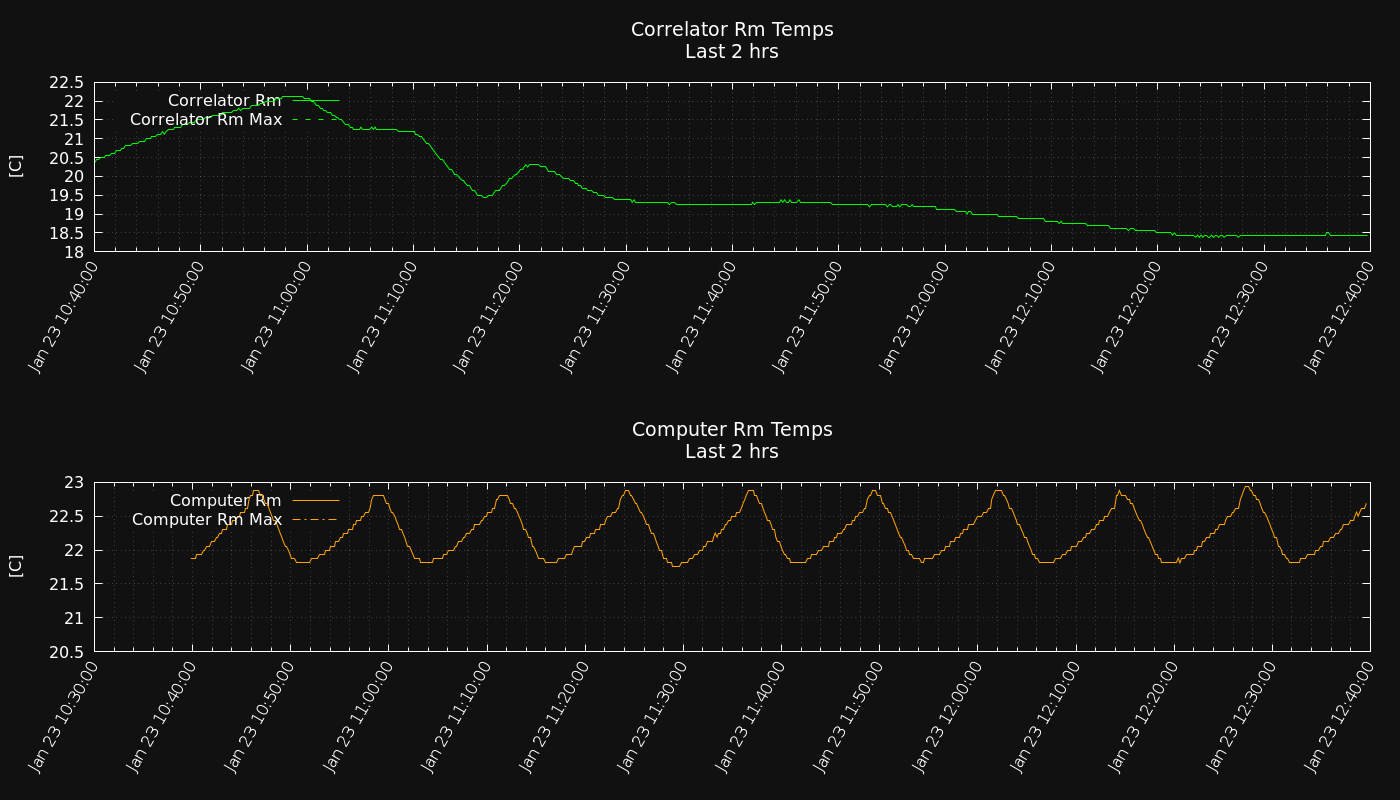 Correlator Rm Temps
Last 2 hrs
22.5
22
21.5
21
20.5
20
19.5
19
18.5
18
[C]
Correlator Rm
Correlator Rm Max
Jan 23 10:40:00
Jan 23 10:50:00
Jan 23 11:00:00
Jan 23 11:10:00
Jan 23 11:20:00
Jan 23 11:30:00
Jan 23 11:40:00
Jan 23 11:50:00
Jan 23 12:00:00
Jan 23 12:10:00
Jan 23 12:20:00
Jan 23 12:30:00
Jan 23 12:40:00
Computer Rm Temps
Last 2 hrs
23
22.5
22
21.5
21
20.5
[C]
Computer Rm
Computer Rm Max
Jan 23 10:30:00
Jan 23 10:40:00
Jan 23 10:50:00
Jan 23 11:00:00
Jan 23 11:10:00
Jan 23 11:20:00
Jan 23 11:30:00
Jan 23 11:40:00
Jan 23 11:50:00
Jan 23 12:00:00
Jan 23 12:10:00
Jan 23 12:20:00
Jan 23 12:30:00
Jan 23 12:40:00